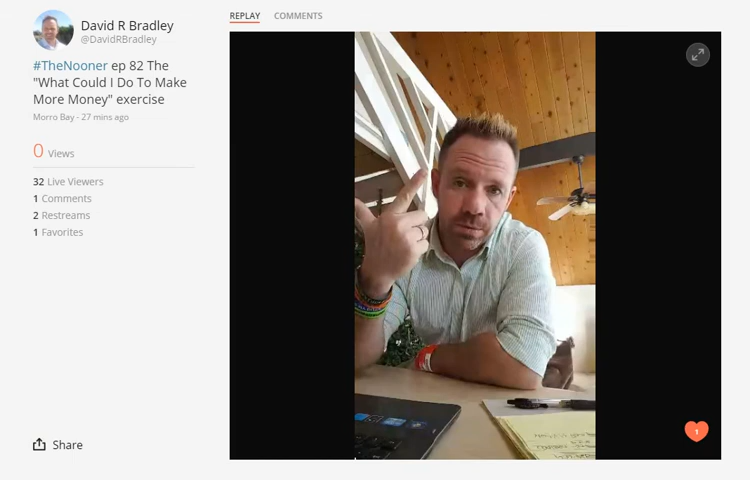 David R Bradley
@DavidRBradley
#TheNooner ep 82 The
"What Could I Do To Make
More Money" exercise
Morro Bay - 27 mins ago
0 Views
32 Live Viewers
1 Comments
2 Restreams
1 Favorites
Share
REPLAY COMMENTS
1